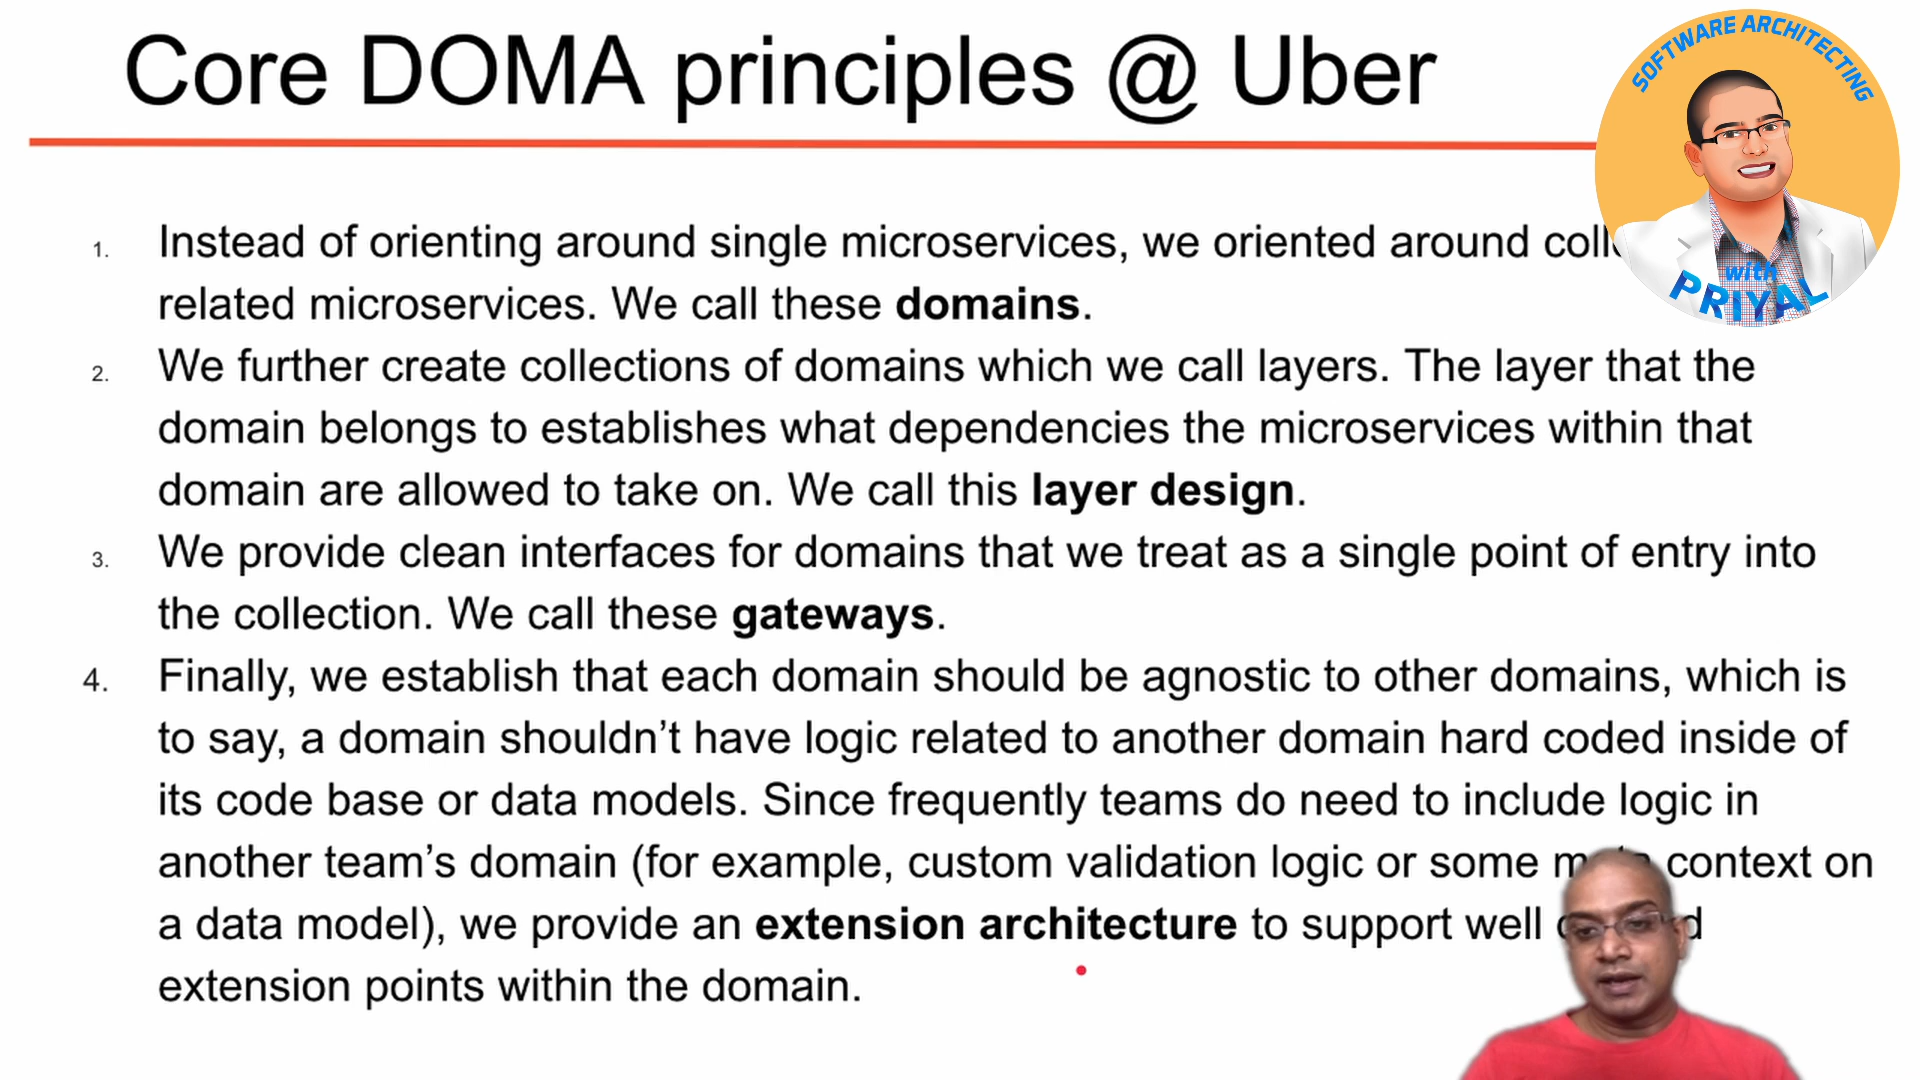 Core DOMA principles @ Uber
SOFTWARE ARCHITECTING
with
PRIYAL
1. Instead of orienting around single microservices, we oriented around
related microservices. We call these domains.
2. We further create collections of domains which we call layers. The layer that the
domain belongs to establishes what dependencies the microservices within that
domain are allowed to take on. We call this layer design.
3. We provide clean interfaces for domains that we treat as a single point of entry into
the collection. We call these gateways.
4. Finally, we establish that each domain should be agnostic to other domains, which is
to say, a domain shouldn’t have logic related to another domain hard coded inside of
its code base or data models. Since frequently teams do need to include logic in
another team’s domain (for example, custom validation logic or some context on
a data model), we provide an extension architecture to support well
extension points within the domain.